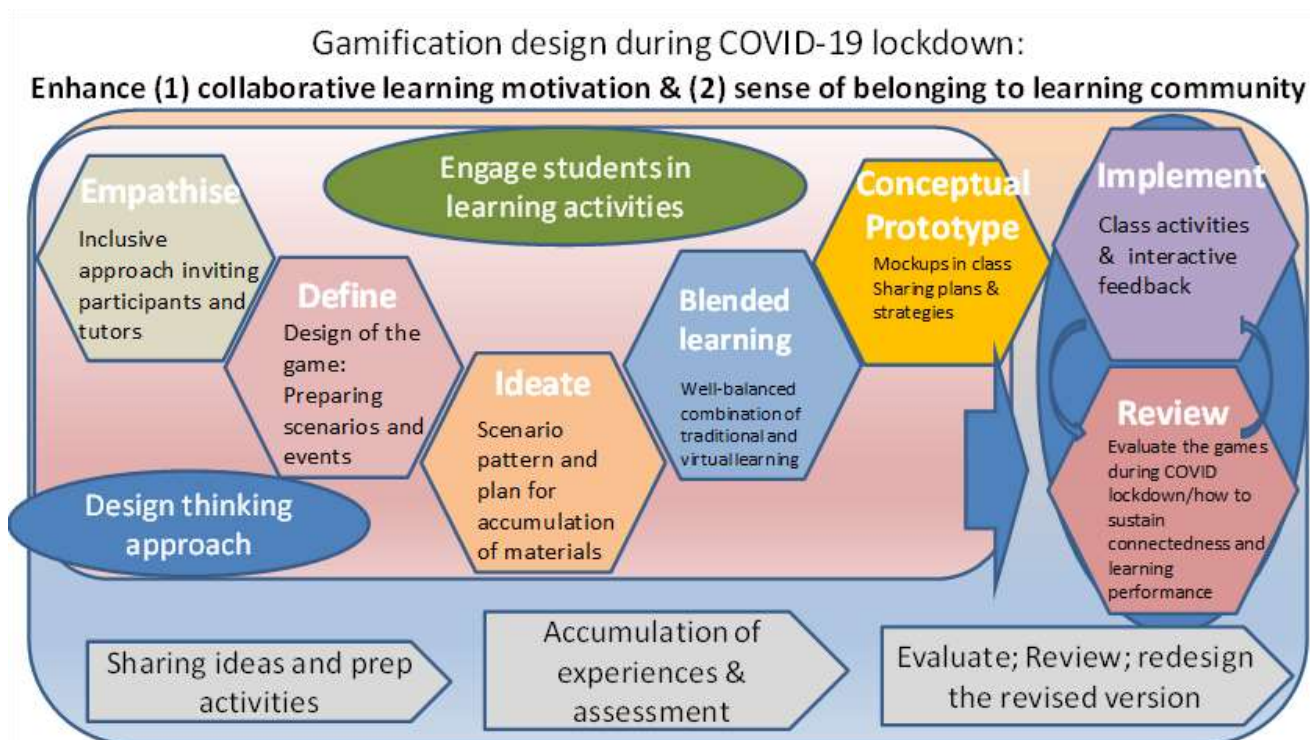 Gamification design during COVID-19 lockdown:
Enhance (1) collaborative learning motivation & (2) sense of belonging to learning community
Empathise
Inclusive
approach inviting
participants and
tutors
Define
Design of the
game:
Preparing
scenarios and
events
Engage students in
learning activities
Ideate
Scenario
pattern and
plan for
accumulation
of materials
Blended
learning
Well-balanced
combination of
traditional and
virtual learning
Conceptual
Prototype
Mockups in class
Sharing plans &
strategies
Implement
Class activities
& interactive
feedback
Review
Evaluate the games
during COVID
lockdown/how to
sustain
connectedness and
learning
performance
Design thinking
approach
Sharing ideas and prep
activities
Accumulation of
experiences &
assessment
Evaluate; Review; redesign
the revised version